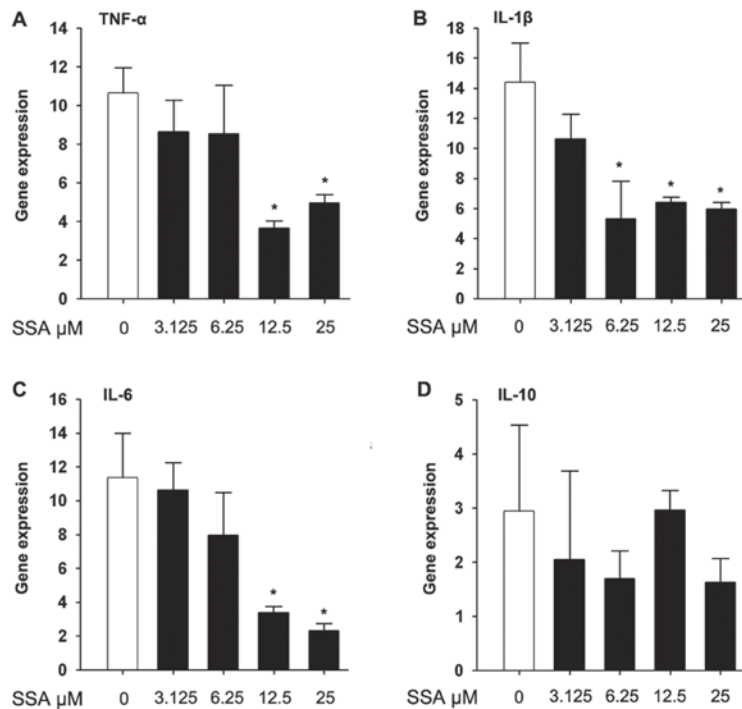 A TNF-α
Gene expression
14
12
10
8
6
4
2
0
* *
SSA μM 0 3.125 6.25 12.5 25
B IL-1β
Gene expression
18
16
14
12
10
8
6
4
2
0
* * *
SSA μM 0 3.125 6.25 12.5 25
C IL-6
Gene expression
16
14
12
10
8
6
4
2
0
* *
SSA μM 0 3.125 6.25 12.5 25
D IL-10
Gene expression
5
4
3
2
1
0
SSA μM 0 3.125 6.25 12.5 25